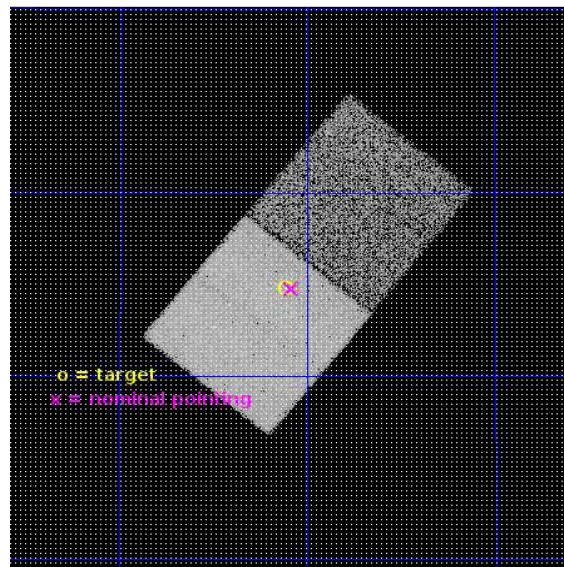 o = target
x = nominal pointing